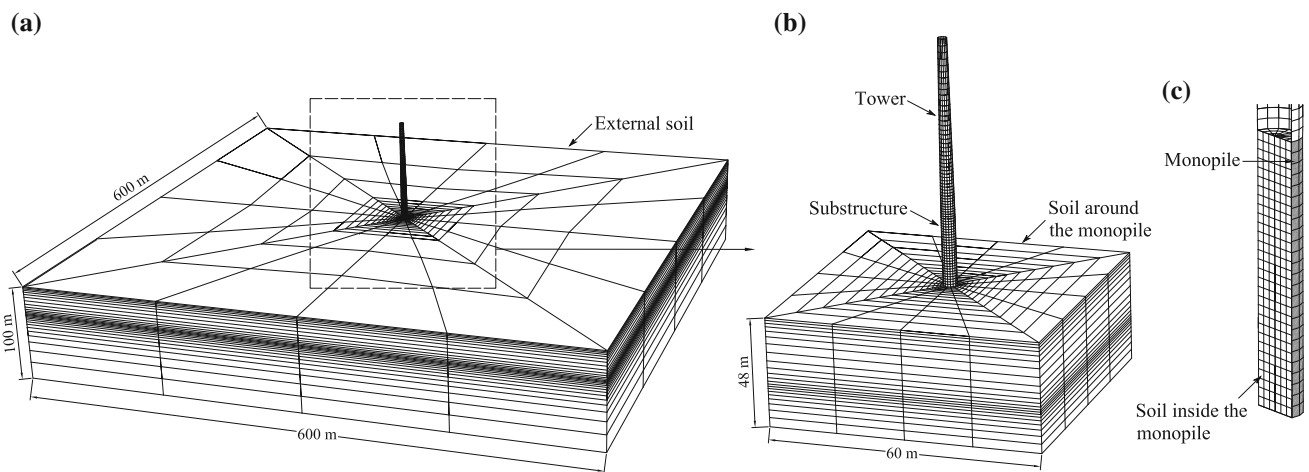 (a)
External soil
600 m
100 m
600 m
(b)
Tower
Substructure
Soil around
the monopile
48 m
60 m
(c)
Monopile
Soil inside the
monopile